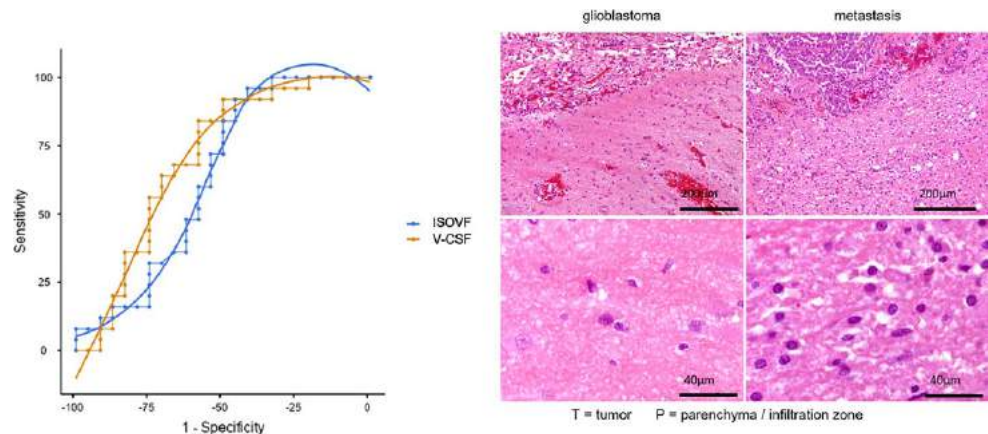 glioblastoma metastasis
Sensitivity
100
75
50
25
0
-100 -75 -50 -25 0
1 - Specificity
ISOVF
V-CSF
200µm 200µm
40µm 40µm
T = tumor P = parenchyma / infiltration zone